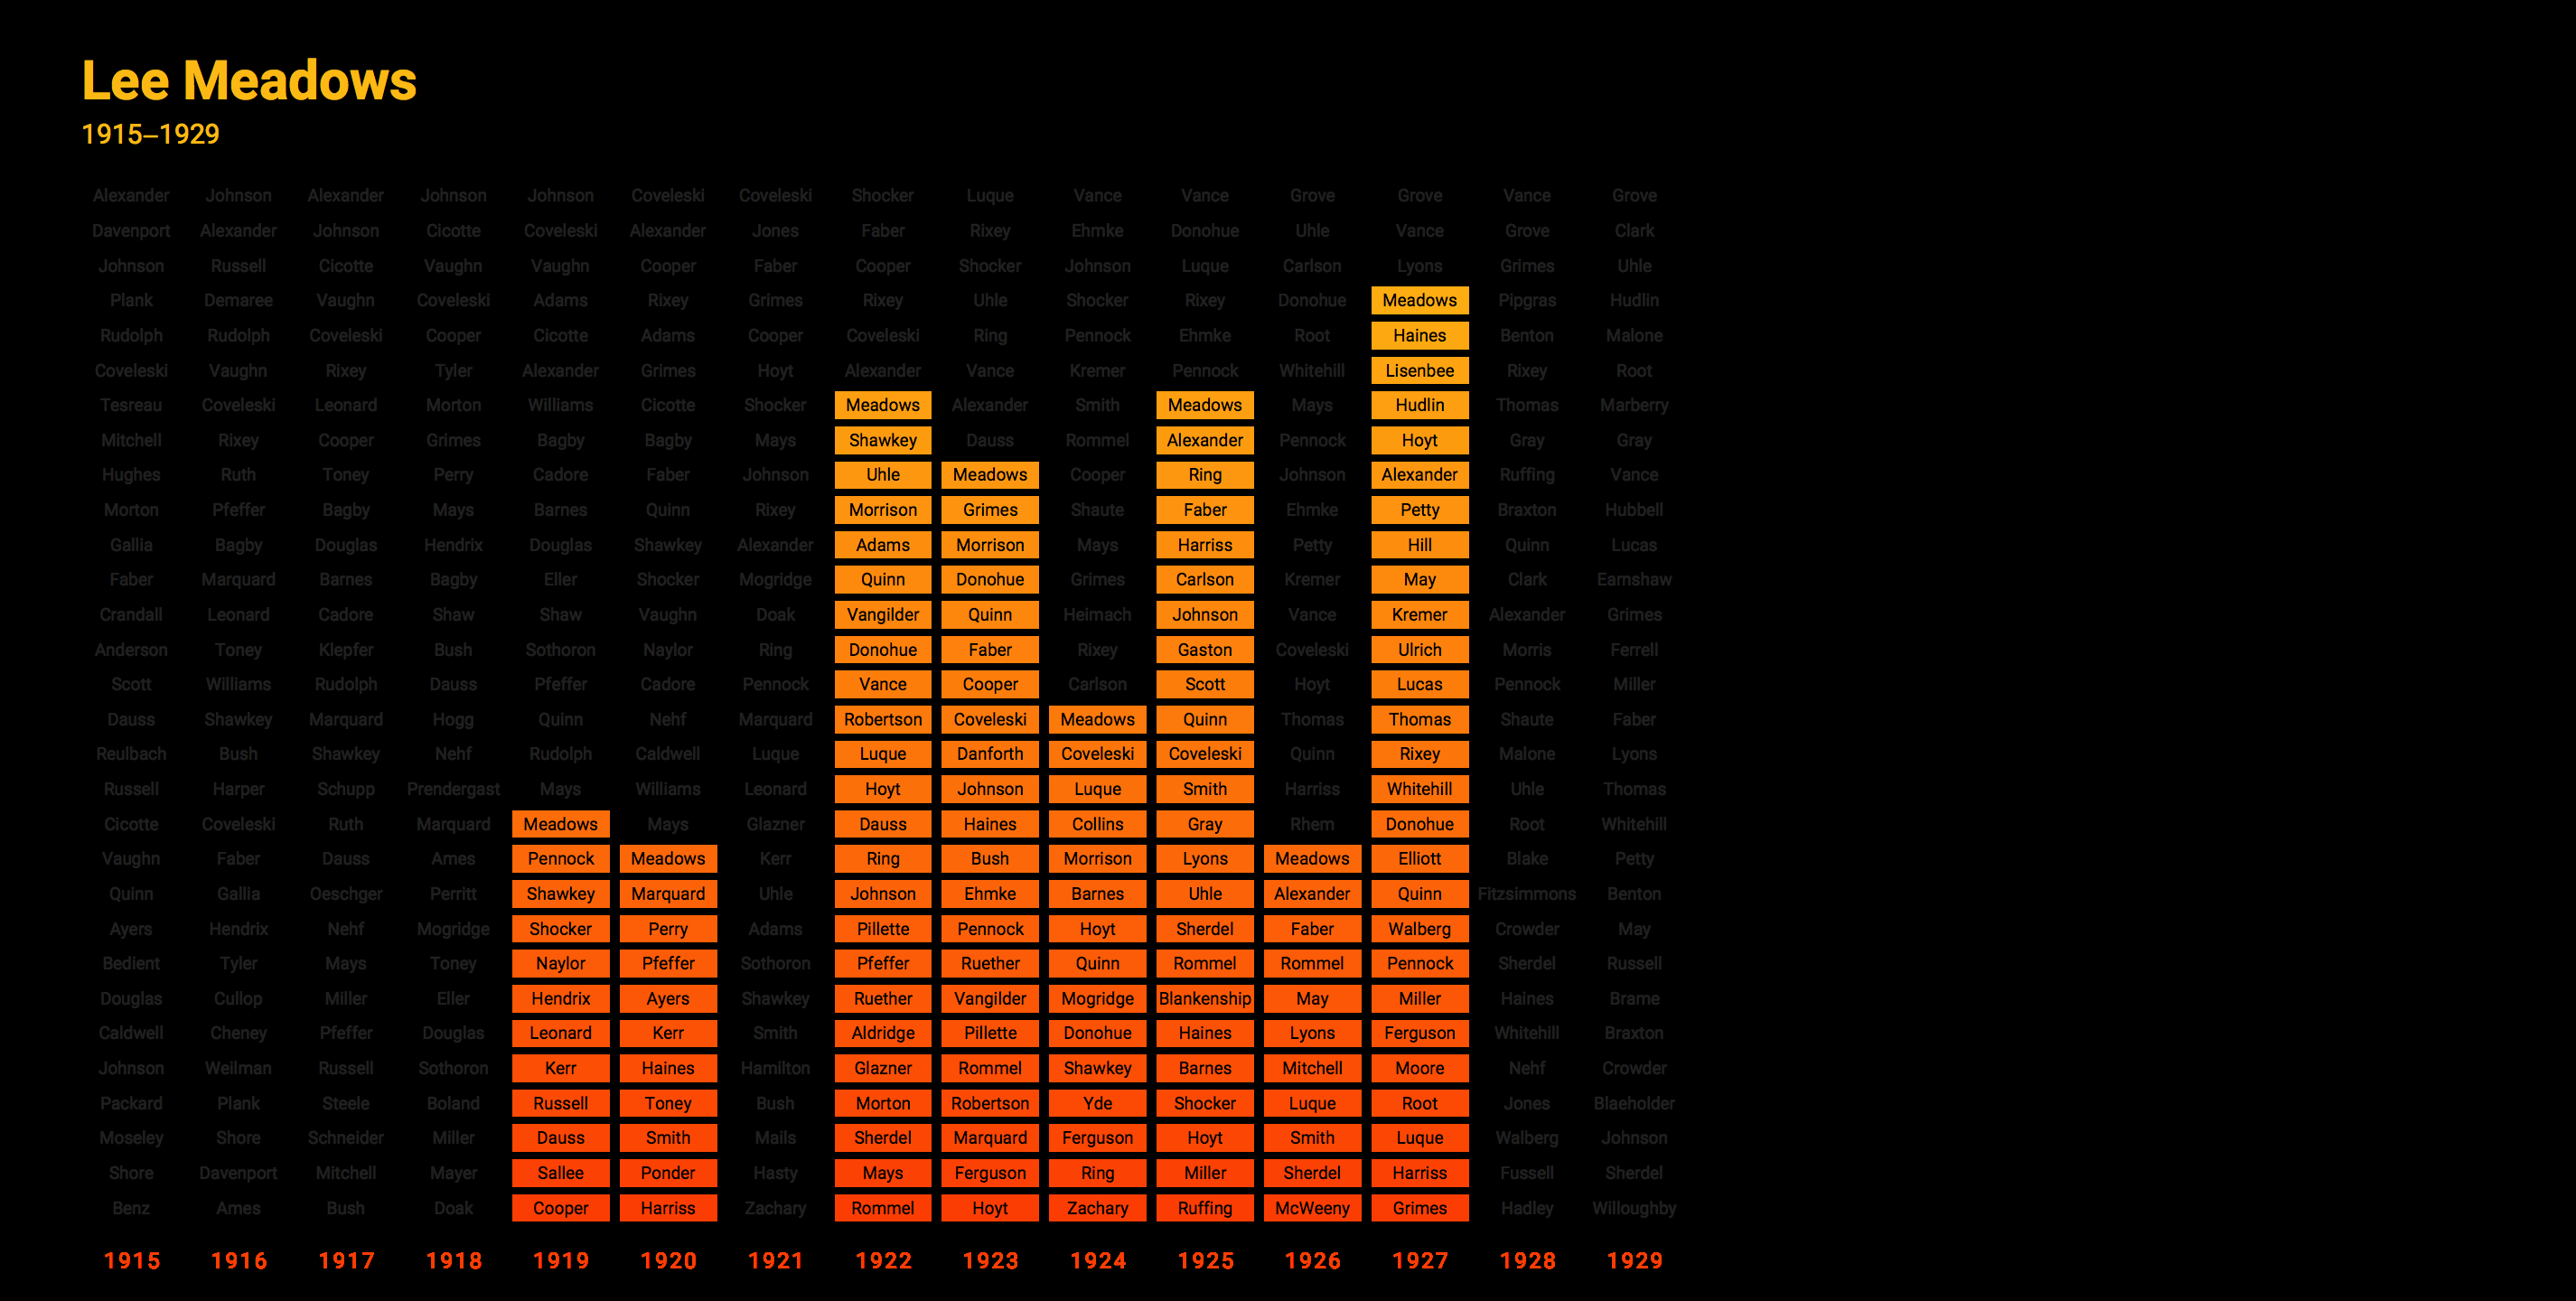 Lee Meadows
1915–1929
Alexander Johnson Alexander Johnson Johnson Coveleski Coveleski Shocker Luque Vance Vance Grove Grove Vance Grove
Davenport Alexander Johnson Cicotte Coveleski Alexander Jones Faber Rixey Ehmke Donohue Uhle Vance Grove Clark
Johnson Russell Cicotte Vaughn Vaughn Cooper Faber Cooper Shocker Johnson Luque Carlson Lyons Grimes Uhle
Plank Demaree Vaughn Coveleski Adams Rixey Grimes Rixey Uhle Shocker Rixey Donohue Meadows Pipgras Hudlin
Rudolph Rudolph Coveleski Cooper Cicotte Adams Cooper Coveleski Ring Pennock Ehmke Root Haines Benton Malone
Coveleski Vaughn Rixey Tyler Alexander Grimes Hoyt Alexander Vance Kremer Pennock Whitehill Lisenbee Rixey Root
Tesreau Coveleski Leonard Morton Williams Cicotte Shocker Meadows Alexander Smith Meadows Mays Hudlin Thomas Marberry
Mitchell Rixey Cooper Grimes Bagby Bagby Mays Shawkey Dauss Rommel Alexander Pennock Hoyt Gray Gray
Hughes Ruth Toney Perry Cadore Faber Johnson Uhle Meadows Cooper Ring Johnson Alexander Ruffing Vance
Morton Pfeffer Bagby Mays Barnes Quinn Rixey Morrison Grimes Shaute Faber Ehmke Petty Braxton Hubbell
Gallia Bagby Douglas Hendrix Douglas Shawkey Alexander Adams Morrison Mays Harriss Petty Hill Quinn Lucas
Faber Marquard Barnes Bagby Eller Shocker Mogridge Quinn Donohue Grimes Carlson Kremer May Clark Earnshaw
Crandall Leonard Cadore Shaw Shaw Vaughn Doak Vangilder Quinn Heimach Johnson Vance Kremer Alexander Grimes
Anderson Toney Klepfer Bush Sothoron Naylor Ring Donohue Faber Rixey Gaston Coveleski Ulrich Morris Ferrell
Scott Williams Rudolph Dauss Pfeffer Cadore Pennock Vance Cooper Carlson Scott Hoyt Lucas Pennock Miller
Dauss Shawkey Marquard Hogg Quinn Nehf Marquard Robertson Coveleski Meadows Quinn Thomas Thomas Shaute Faber
Reulbach Bush Shawkey Nehf Rudolph Caldwell Luque Luque Danforth Coveleski Coveleski Quinn Rixey Malone Lyons
Russell Harper Schupp Prendergast Mays Williams Leonard Hoyt Johnson Luque Smith Harriss Whitehill Uhle Thomas
Cicotte Coveleski Ruth Marquard Meadows Mays Glazner Dauss Haines Collins Gray Rhem Donohue Root Whitehill
Vaughn Faber Dauss Ames Pennock Meadows Kerr Ring Bush Morrison Lyons Meadows Elliott Blake Petty
Quinn Gallia Oeschger Perritt Shawkey Marquard Uhle Johnson Ehmke Barnes Uhle Alexander Quinn Fitzsimmons Benton
Ayers Hendrix Nehf Mogridge Shocker Perry Adams Pillette Pennock Hoyt Sherdel Faber Walberg Crowder May
Bedient Tyler Mays Toney Naylor Pfeffer Sothoron Pfeffer Ruether Quinn Rommel Rommel Pennock Sherdel Russell
Douglas Cullop Miller Eller Hendrix Ayers Shawkey Ruether Vangilder Mogridge Blankenship May Miller Haines Brame
Caldwell Cheney Pfeffer Douglas Leonard Kerr Smith Aldridge Pillette Donohue Haines Lyons Ferguson Whitehill Braxton
Johnson Weilman Russell Sothoron Kerr Haines Hamilton Glazner Rommel Shawkey Barnes Mitchell Moore Nehf Crowder
Packard Plank Steele Boland Russell Toney Bush Morton Robertson Yde Shocker Luque Root Jones Blaeholder
Moseley Shore Schneider Miller Dauss Smith Mails Sherdel Marquard Ferguson Hoyt Smith Luque Walberg Johnson
Shore Davenport Mitchell Mayer Sallee Ponder Hasty Mays Ferguson Ring Miller Sherdel Harriss Fussell Sherdel
Benz Ames Bush Doak Cooper Harriss Zachary Rommel Hoyt Zachary Ruffing McWeeny Grimes Hadley Willoughby
1915 1916 1917 1918 1919 1920 1921 1922 1923 1924 1925 1926 1927 1928 1929